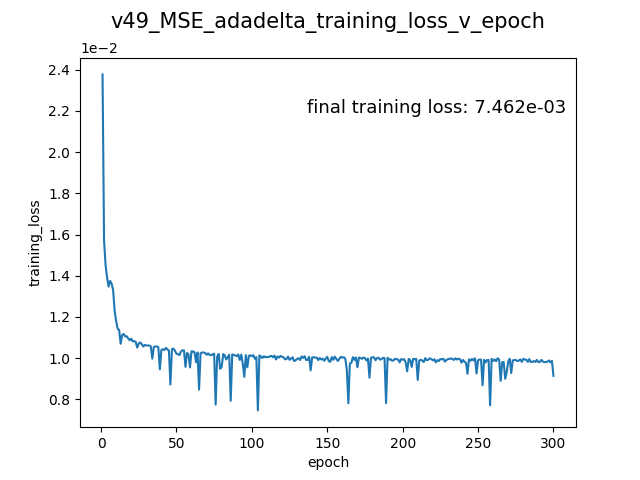 v49_MSE_adadelta_training_loss_v_epoch
1e−2
2.4
final training loss: 7.462e-03
2.2
2.0
1.8
1.6
training_loss
1.4
1.2
1.0
0.8
0 50 100 150 200 250 300
epoch